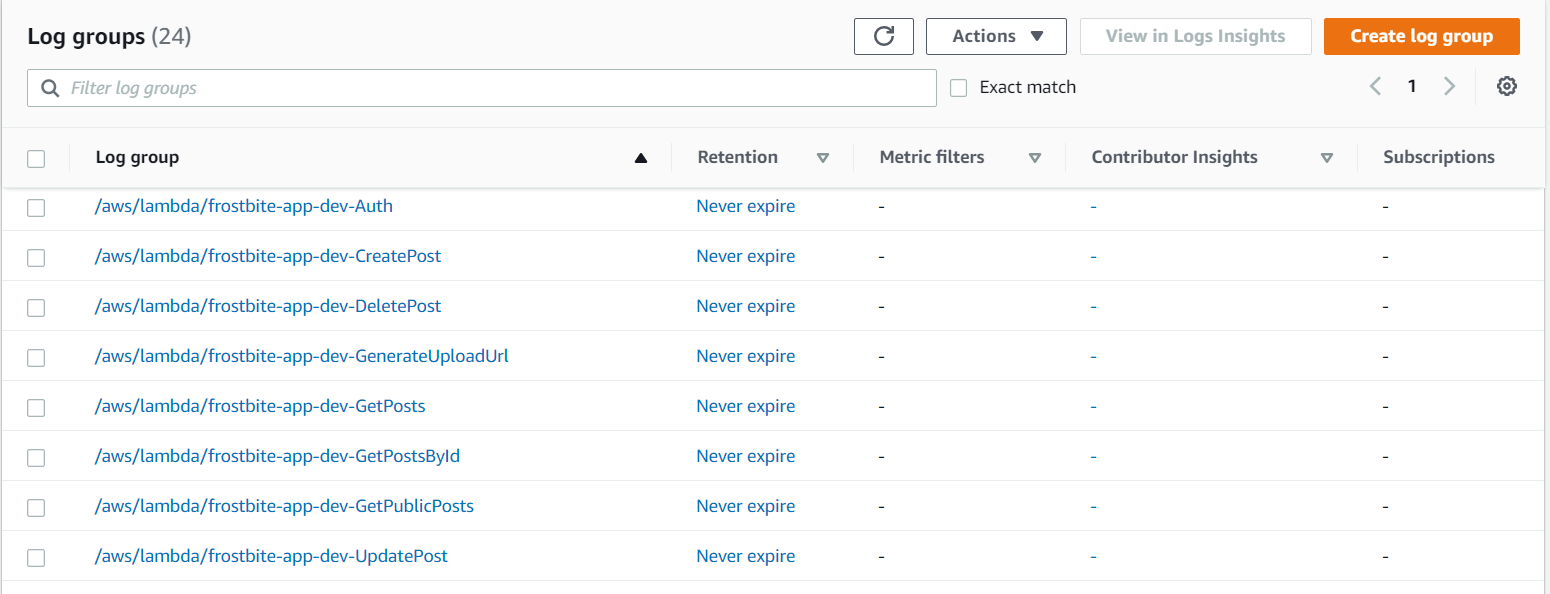 Log groups (24)
Actions ▼ View in Logs Insights Create log group
Filter log groups Exact match 1
Log group Retention Metric filters Contributor Insights Subscriptions
/aws/lambda/frostbite-app-dev-Auth Never expire - - -
/aws/lambda/frostbite-app-dev-CreatePost Never expire - - -
/aws/lambda/frostbite-app-dev-DeletePost Never expire - - -
/aws/lambda/frostbite-app-dev-GenerateUploadUrl Never expire - - -
/aws/lambda/frostbite-app-dev-GetPosts Never expire - - -
/aws/lambda/frostbite-app-dev-GetPostsById Never expire - - -
/aws/lambda/frostbite-app-dev-GetPublicPosts Never expire - - -
/aws/lambda/frostbite-app-dev-UpdatePost Never expire - - -